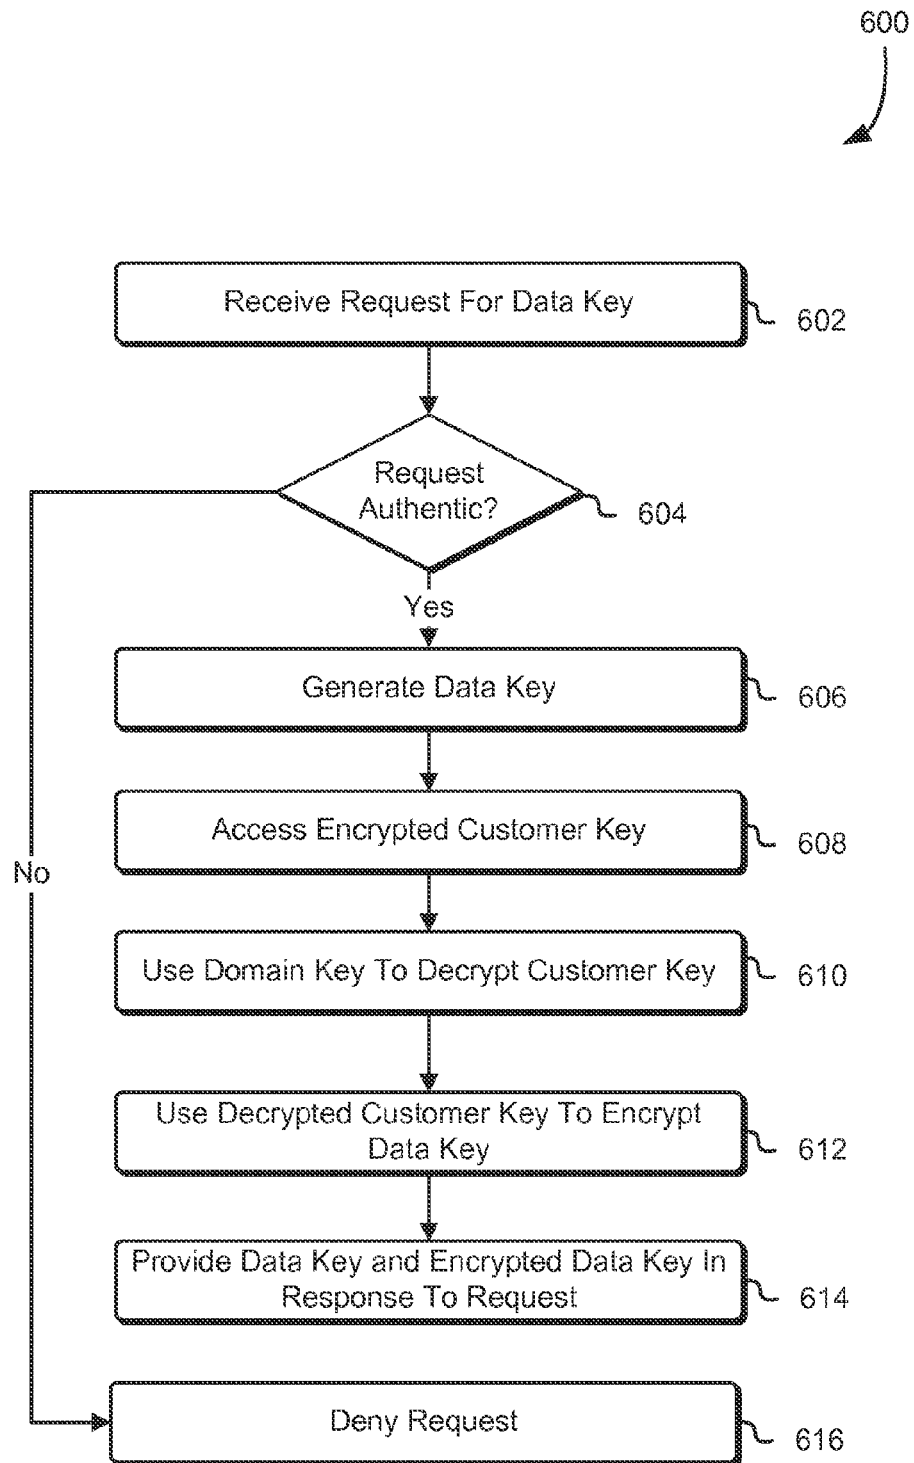 600
Receive Request For Data Key
602
Request
Authentic?
604
Yes
Generate Data Key
606
Access Encrypted Customer Key
608
No
Use Domain Key To Decrypt Customer Key
610
Use Decrypted Customer Key To Encrypt
Data Key
612
Provide Data Key and Encrypted Data Key In
Response To Request
614
Deny Request
616